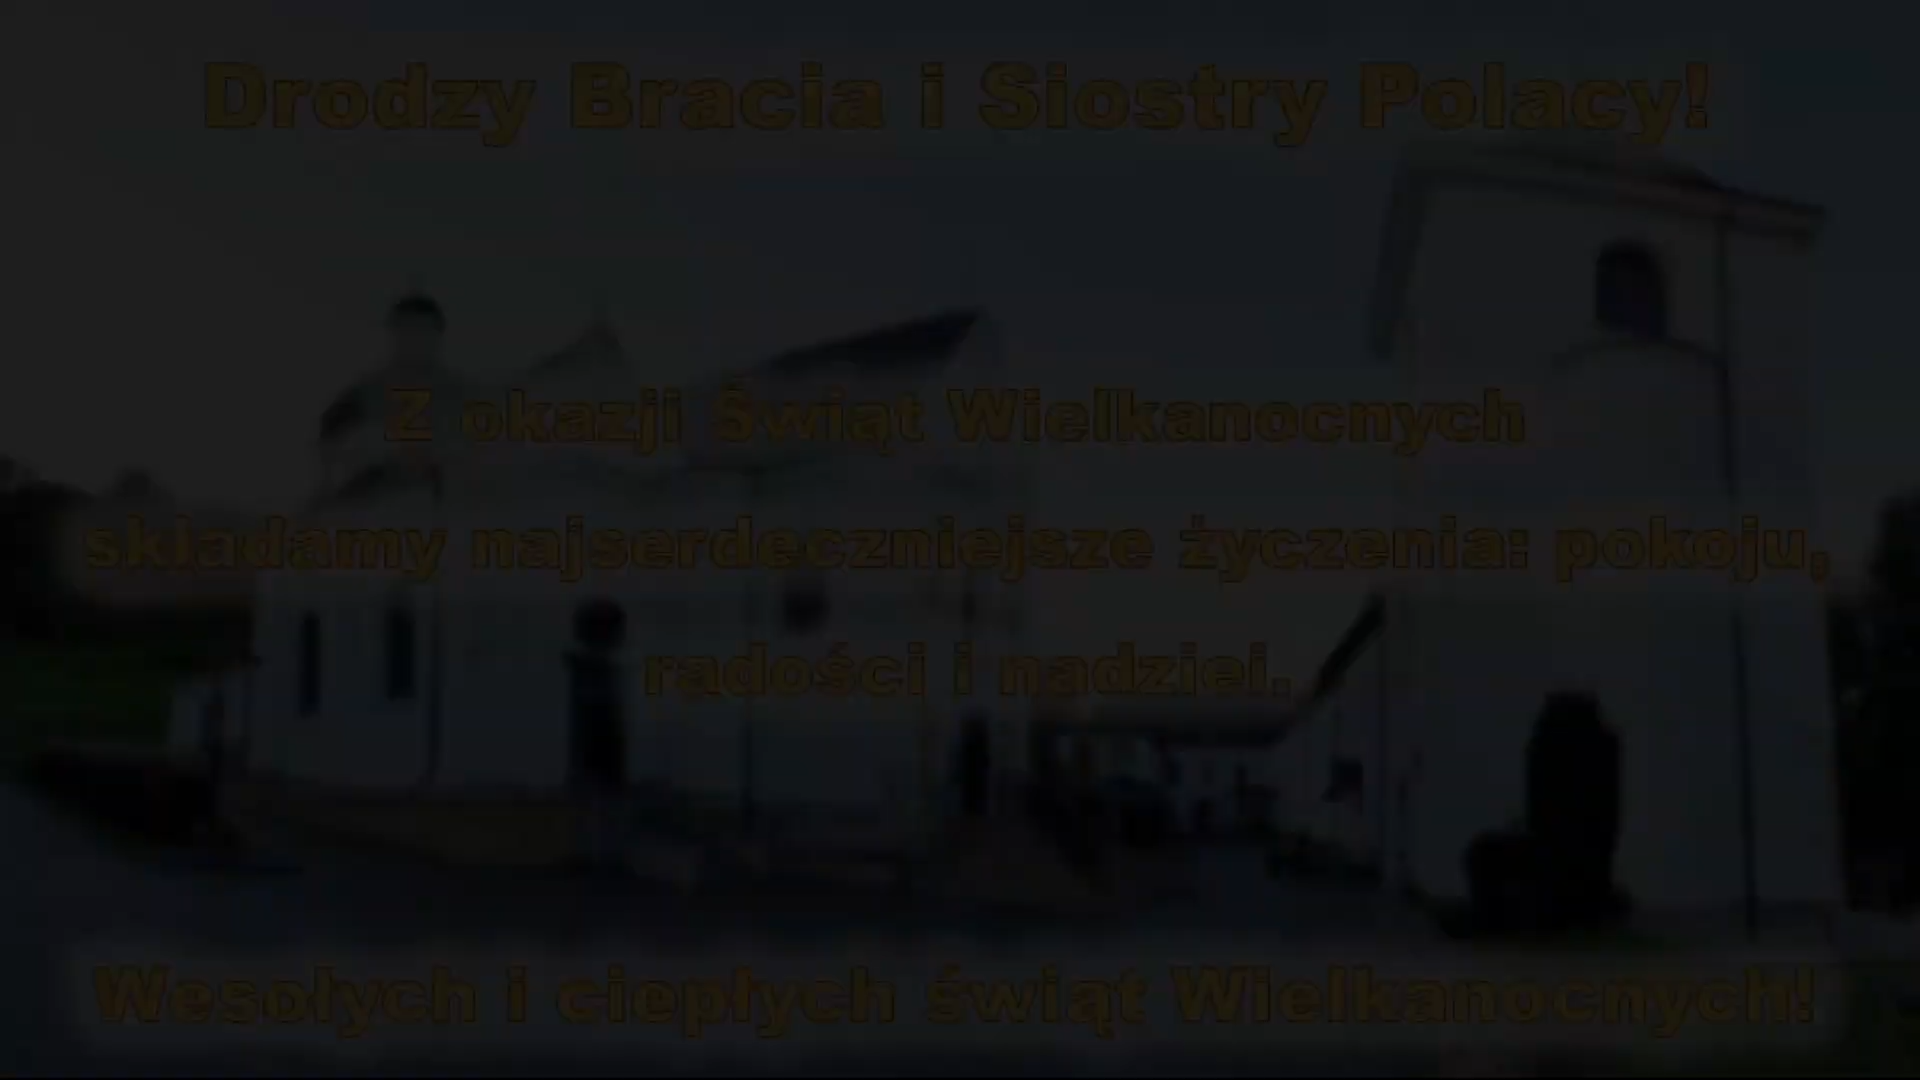 Drodzy Bracia i Siostry Polacy!
Z okazji Świąt Wielkanocnych
składamy najserdeczniejsze życzenia: pokoju,
radości i nadziei.
Wesołych i ciepłych świąt Wielkanocnych!